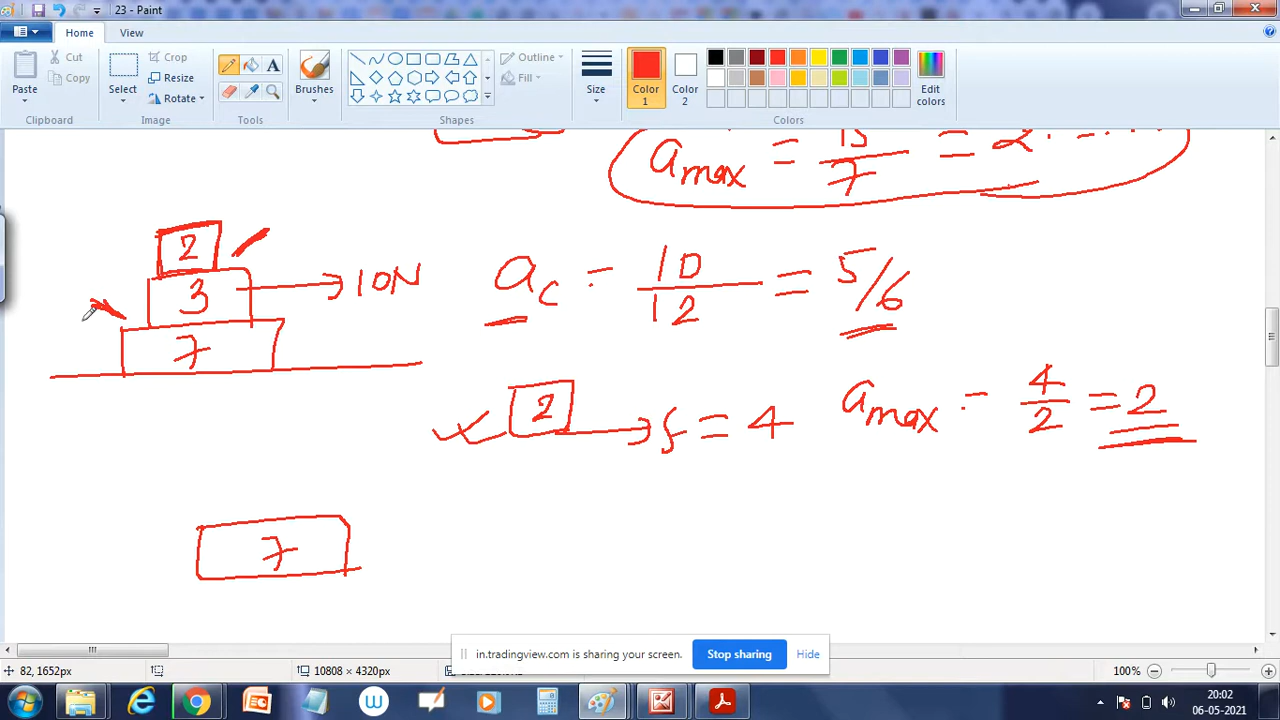 23 - Paint
Home View
Paste
Cut
Copy
Clipboard
Select
Crop
Resize
Rotate
Image
Tools
Brushes
Shapes
Outline
Fill
Size
Color 1
Color 2
Edit colors
Colors
a max = 15/7 = 2.
2
3 → 10N
7
a c = 10/12 = 5/6
2 → f = 4
a max = 4/2 = 2
7
in.tradingview.com is sharing your screen. Stop sharing Hide
82, 1652px
10808 × 4320px
100%
20:02
06-05-2021